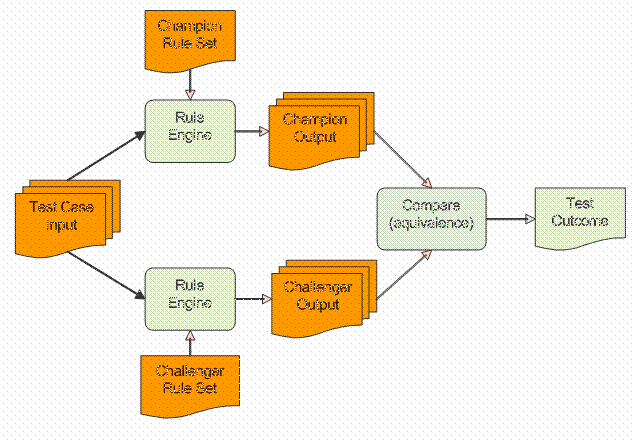 Champion
Rule Set
Rule
Engine
Champion
Output
Test Case
Input
Compare
(equivalence)
Test
Outcome
Rule
Engine
Challenger
Output
Challenger
Rule Set